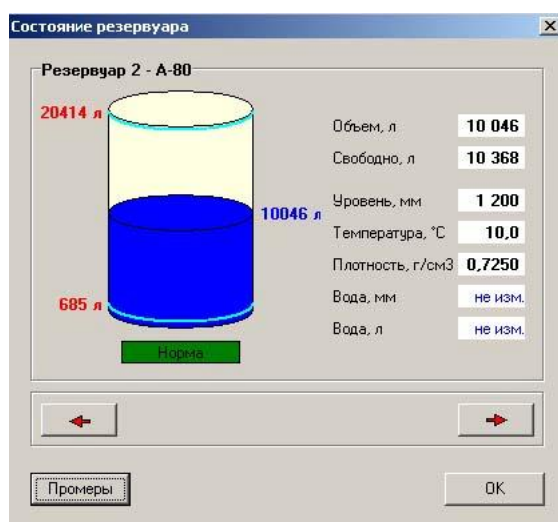 Состояние резервуара
Резервуар 2 - А-80
20414 л
Объем, л 10 046
Свободно, л 10 368
Уровень, мм 1 200
10046 л
Температура, °C 10,0
Плотность, г/см3 0,7250
685 л
Вода, мм не изм.
Вода, л не изм.
Норма
Промеры
OK